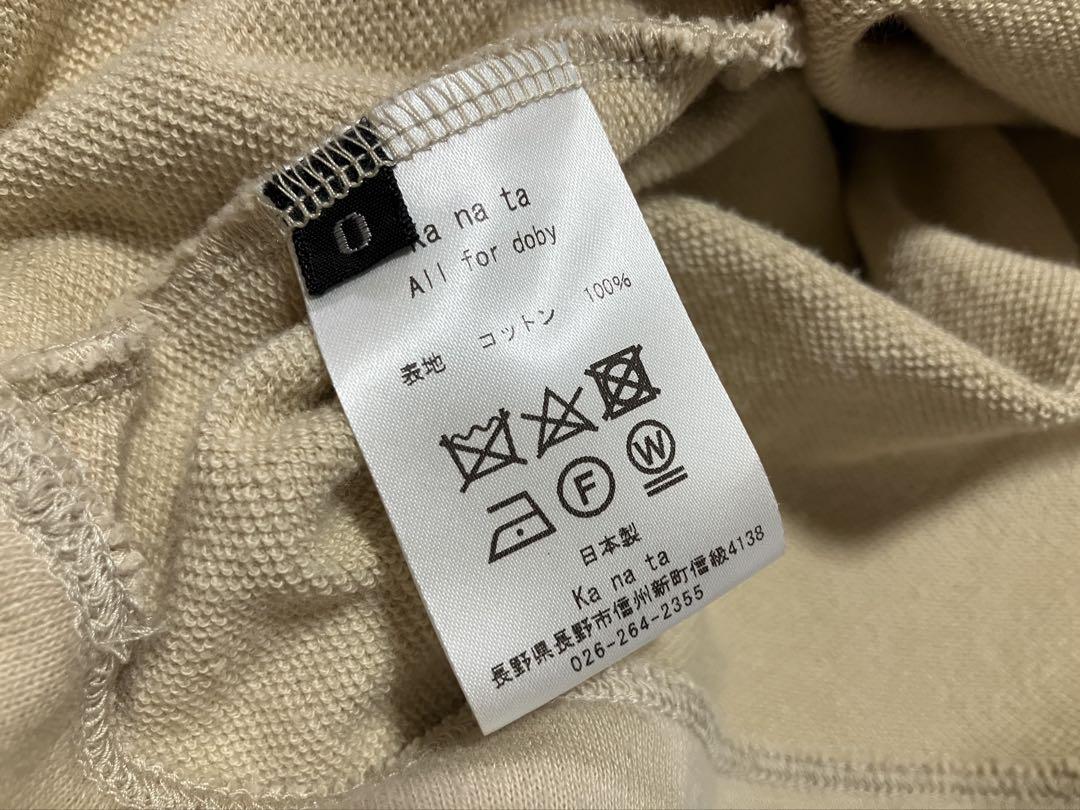 0
Ka na ta
All for doby
表地 コットン 100%
F
W
日本製
Ka na ta
長野県長野市信州新町信級4138
026-264-2355